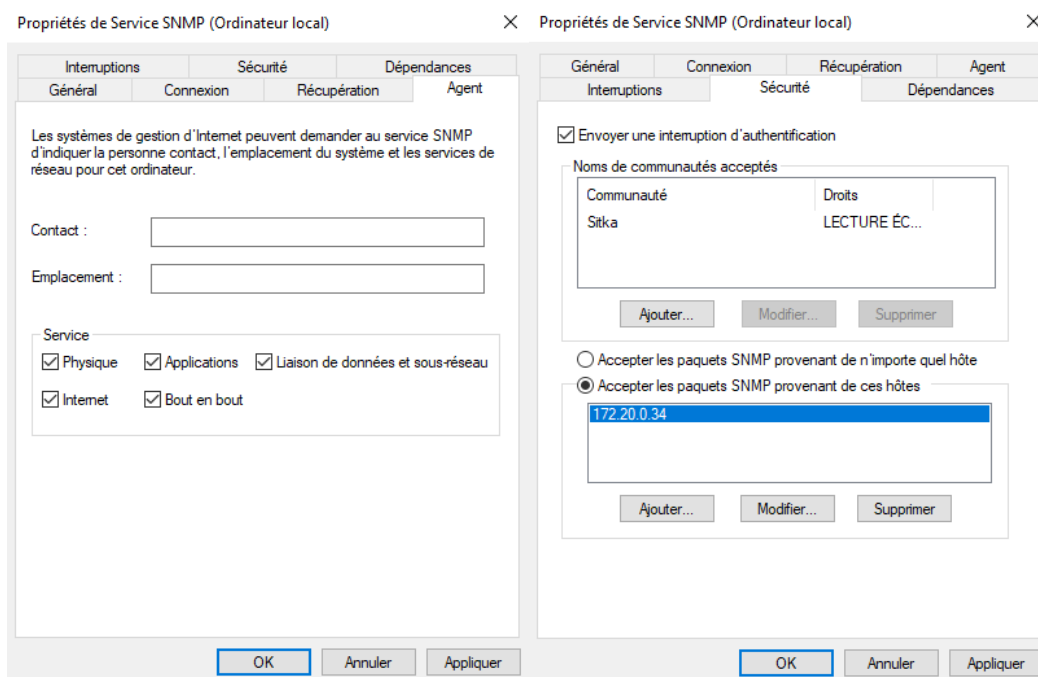 Propriétés de Service SNMP (Ordinateur local)
Interruptions Sécurité Dépendances
Général Connexion Récupération Agent
Les systèmes de gestion d'Internet peuvent demander au service SNMP
d'indiquer la personne contact, l'emplacement du système et les services de
réseau pour cet ordinateur.
Contact :
Emplacement :
Service
Physique Applications Liaison de données et sous-réseau
Internet Bout en bout
OK Annuler Appliquer
Propriétés de Service SNMP (Ordinateur local)
Général Connexion Récupération Agent
Interruptions Sécurité Dépendances
Envoyer une interruption d'authentification
Noms de communautés acceptés
Communauté Droits
Sitka LECTURE ÉC...
Ajouter... Modifier... Supprimer
Accepter les paquets SNMP provenant de n'importe quel hôte
Accepter les paquets SNMP provenant de ces hôtes
172.20.0.34
Ajouter... Modifier... Supprimer
OK Annuler Appliquer